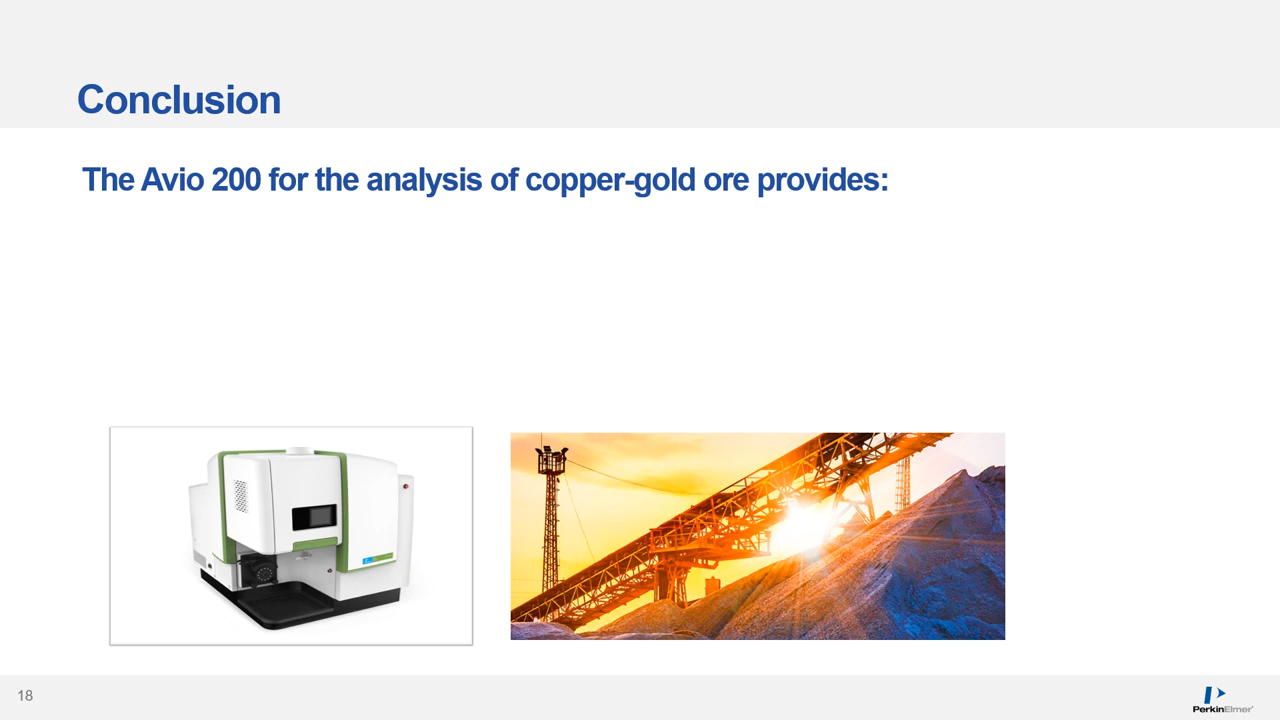 Conclusion
The Avio 200 for the analysis of copper-gold ore provides:
18
PerkinElmer